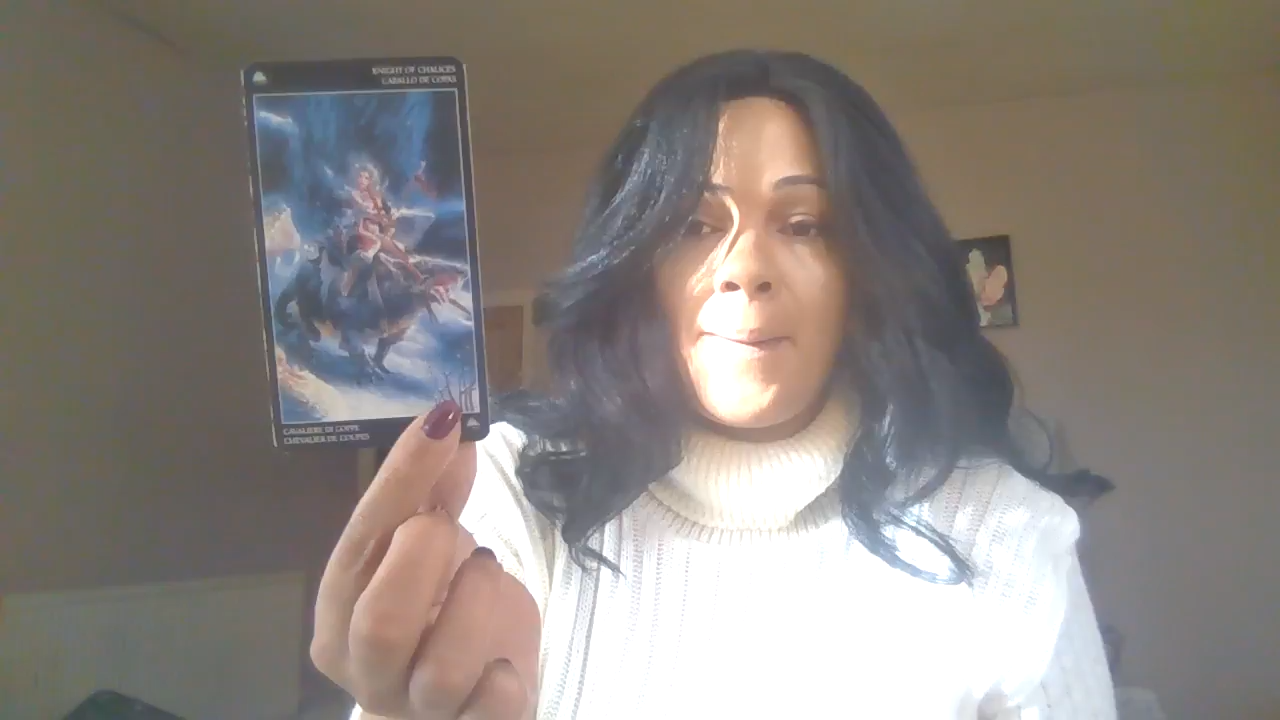 KNIGHT OF CHALICES
CABALLO DE COPAS
CAVALIERE DI COPPE
CHEVALIER DE COUPES